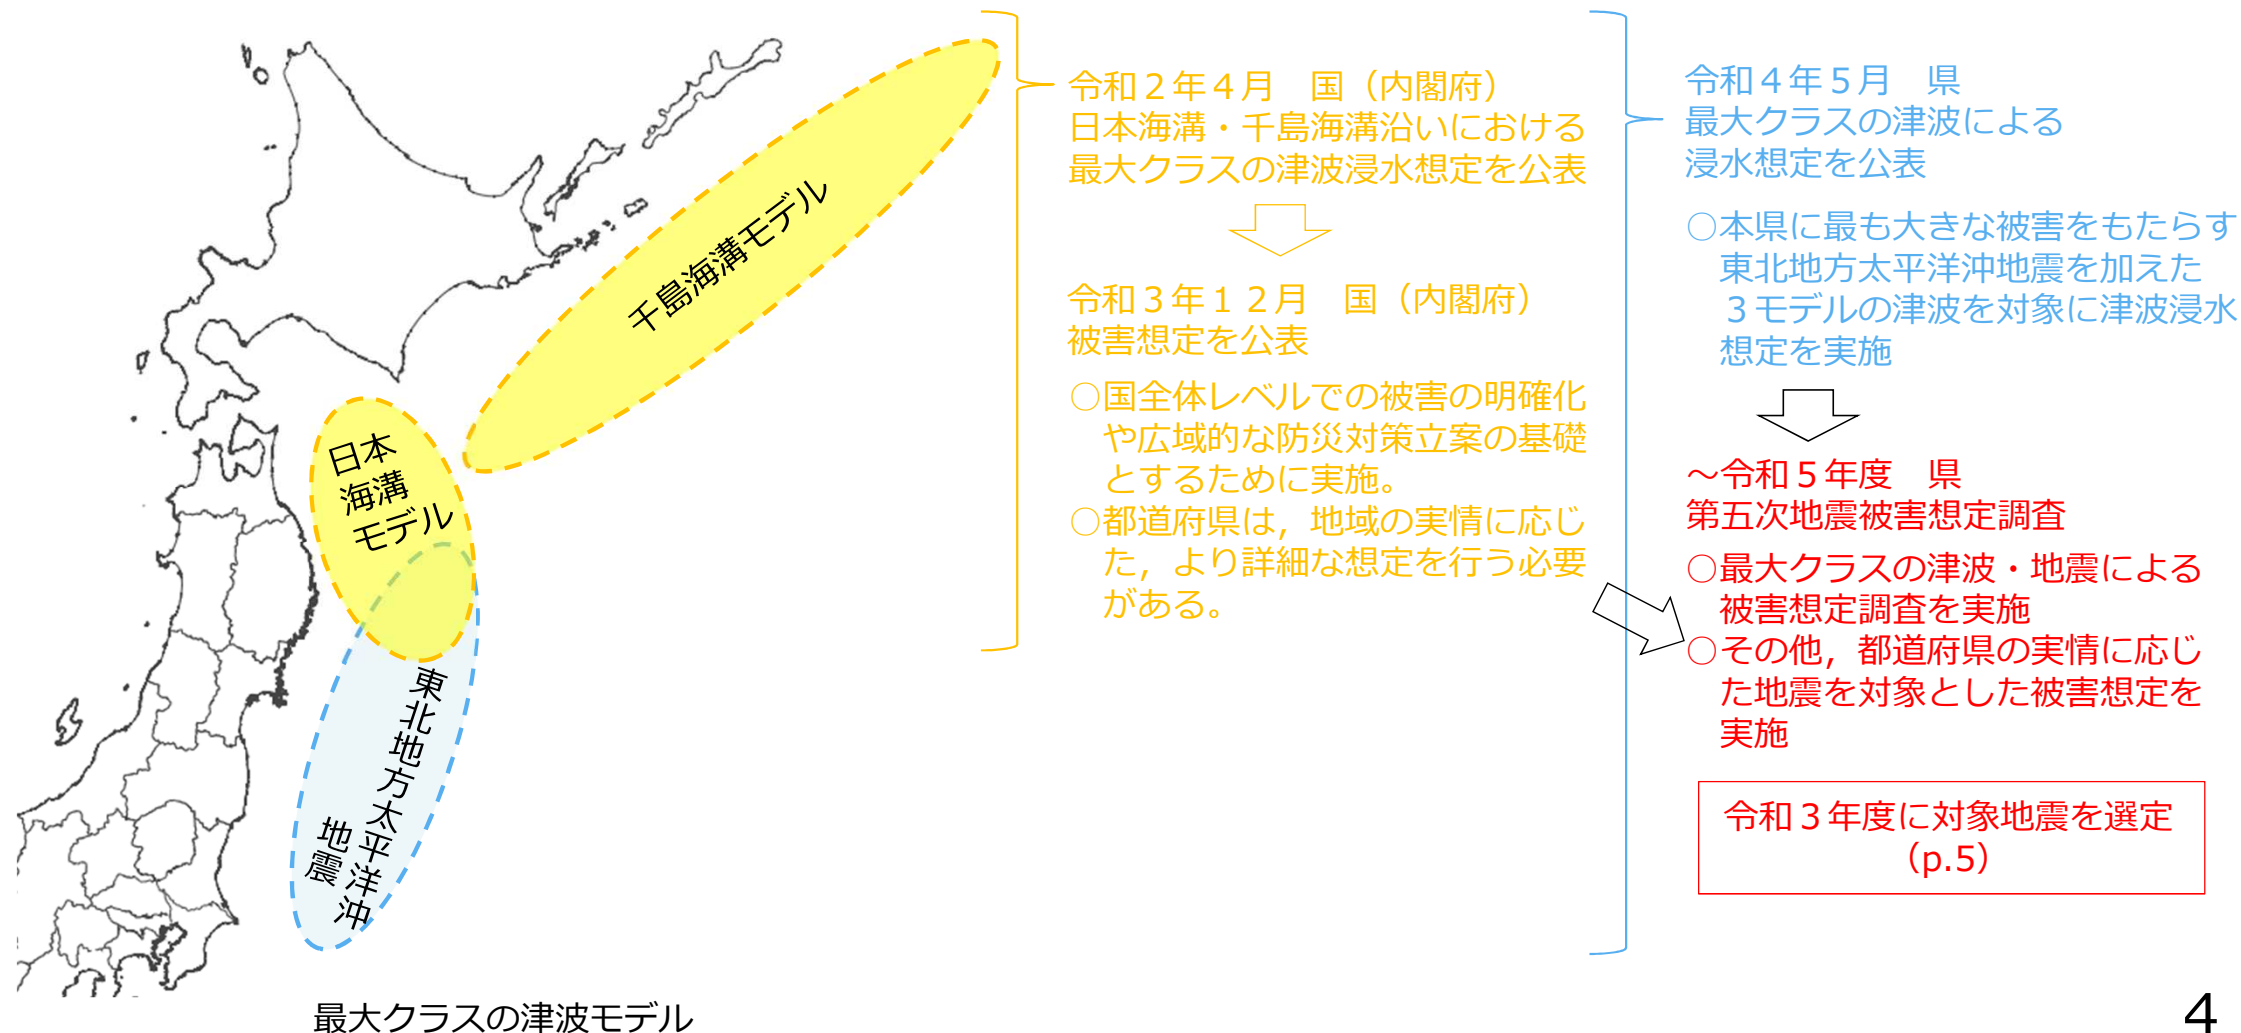 千島海溝モデル
日本
海溝
モデル
東北地方太平洋沖
地震
最大クラスの津波モデル
令和２年４月　国（内閣府）
日本海溝・千島海溝沿いにおける
最大クラスの津波浸水想定を公表
令和３年１２月　国（内閣府）
被害想定を公表
○国全体レベルでの被害の明確化
や広域的な防災対策立案の基礎
とするために実施。
○都道府県は，地域の実情に応じ
た，より詳細な想定を行う必要
がある。
令和４年５月　県
最大クラスの津波による
浸水想定を公表
○本県に最も大きな被害をもたらす
東北地方太平洋沖地震を加えた
３モデルの津波を対象に津波浸水
想定を実施
～令和５年度　県
第五次地震被害想定調査
○最大クラスの津波・地震による
被害想定調査を実施
○その他，都道府県の実情に応じ
た地震を対象とした被害想定を
実施
令和３年度に対象地震を選定
（p.5）
4